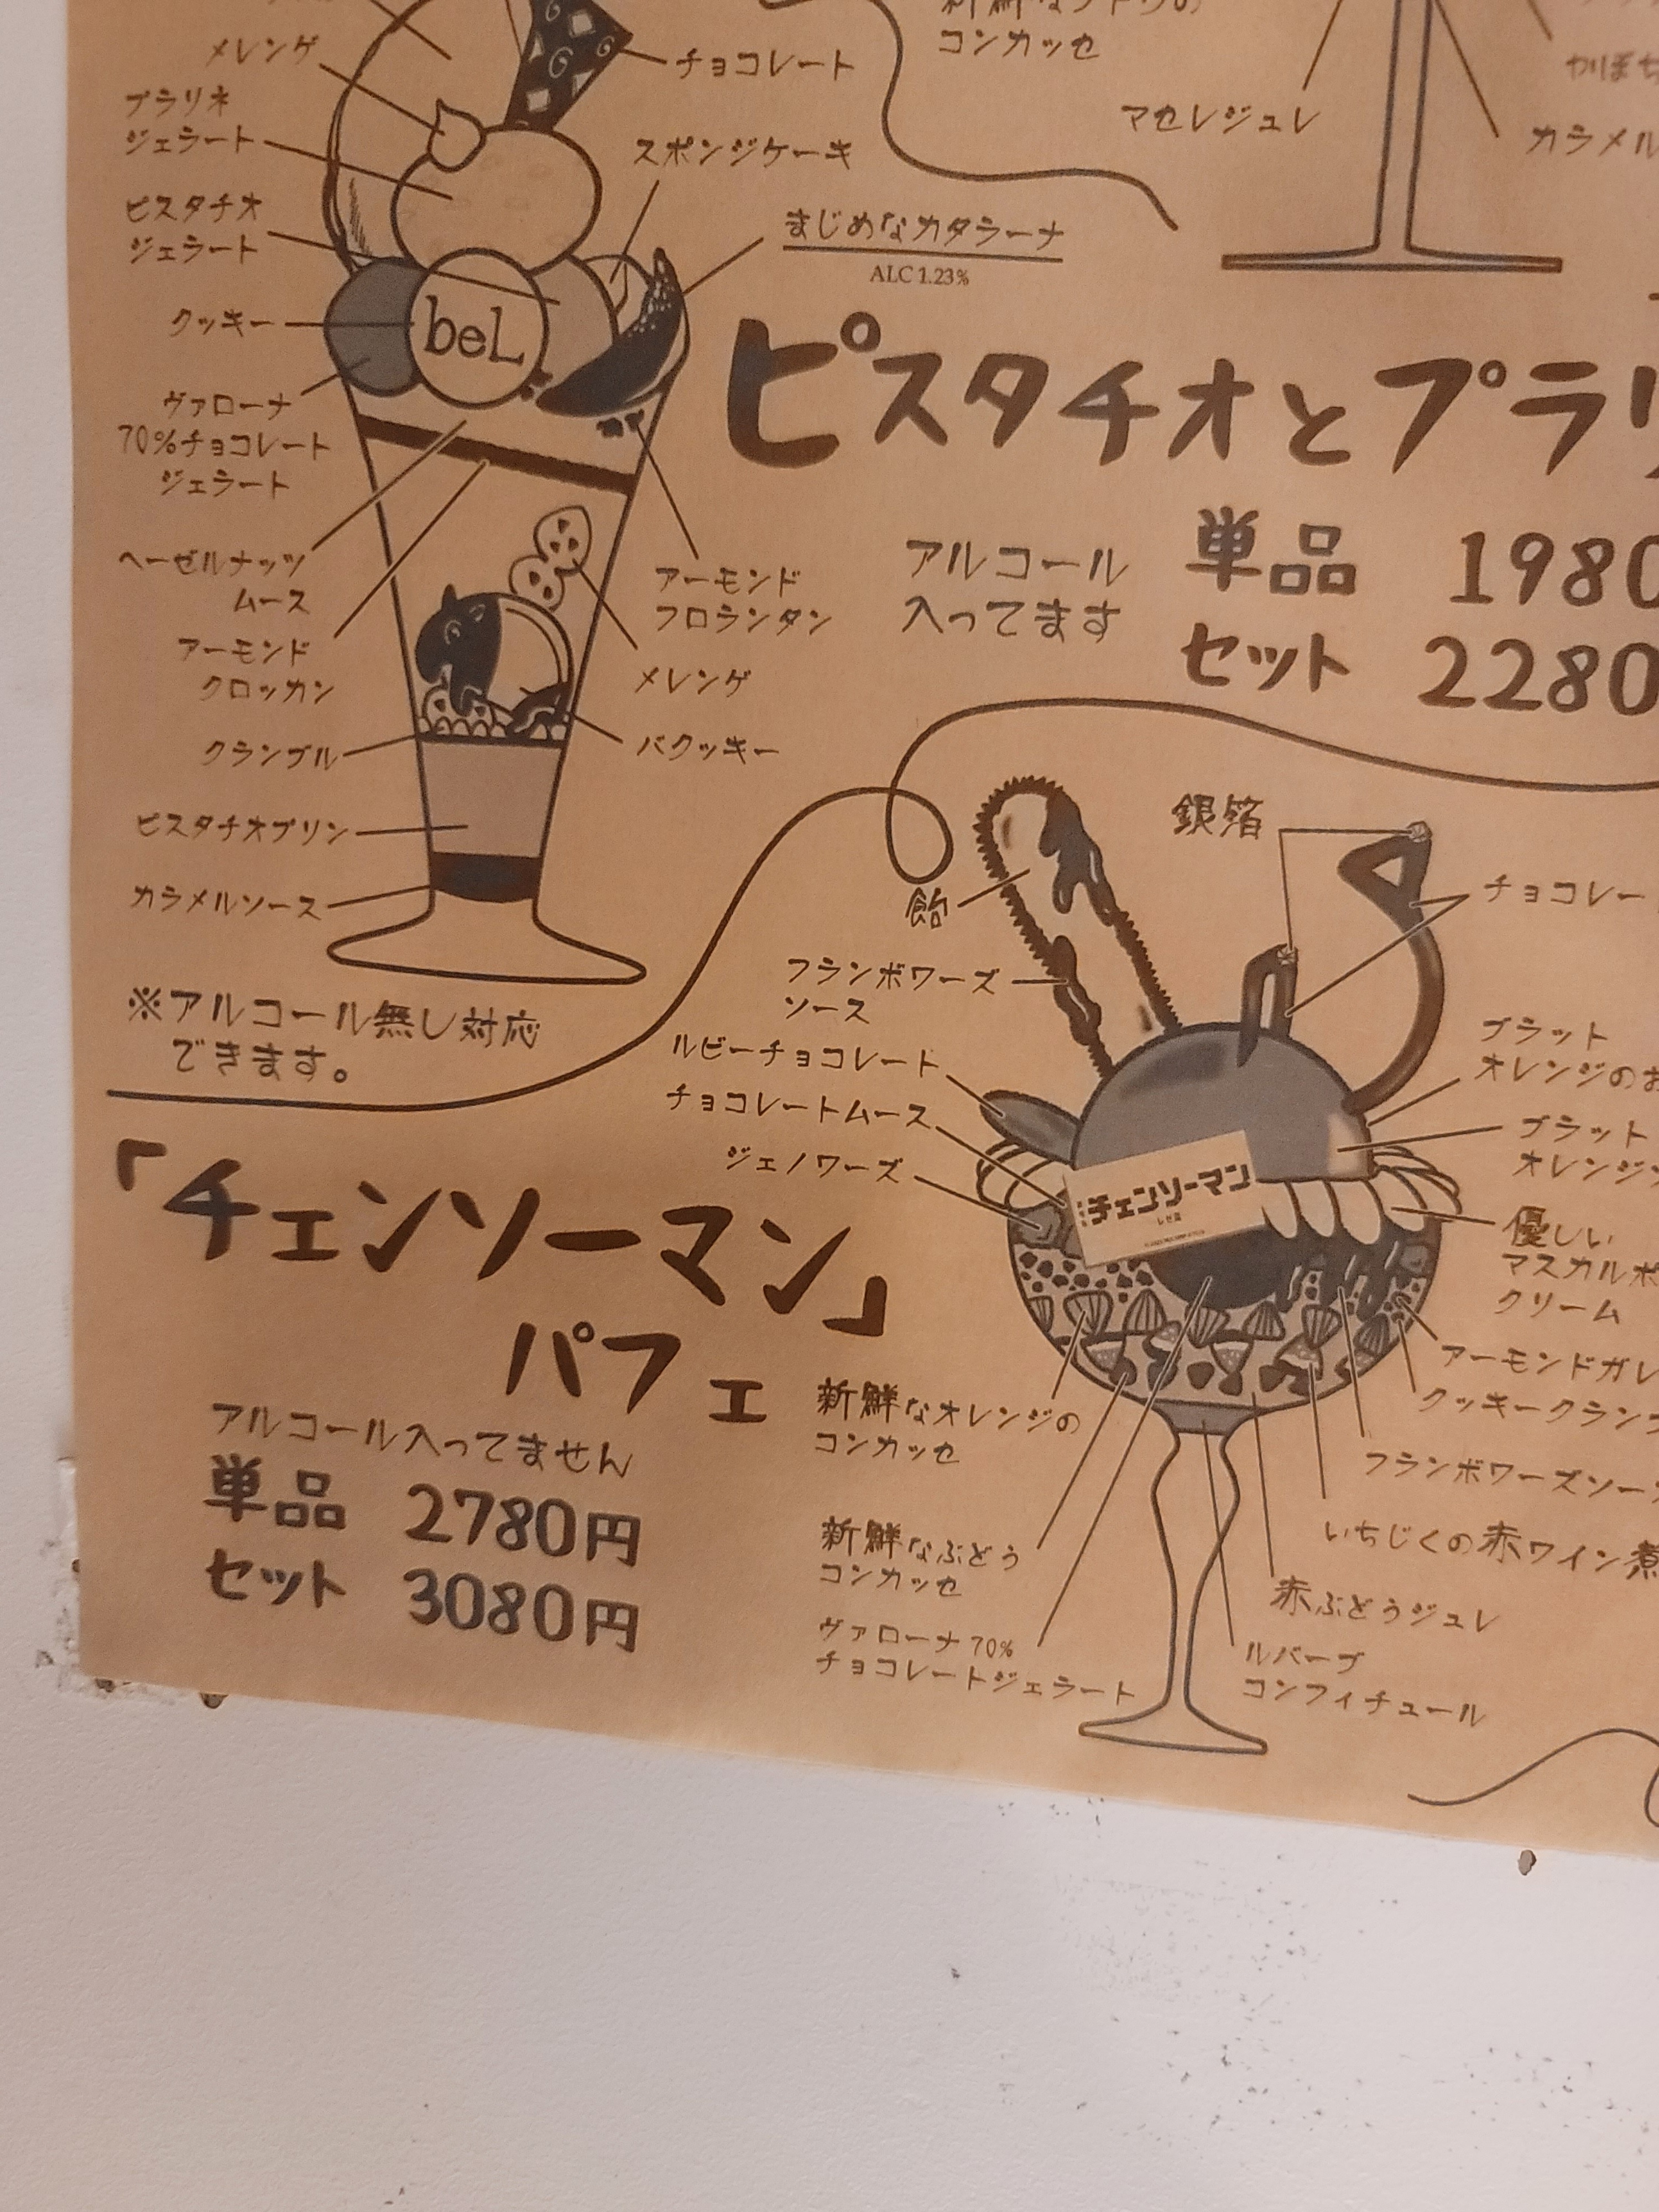 コンカッセ
マセレジュレ
カラメル
メレンゲ
チョコレート
プラリネ
ジェラート
スポンジケーキ
ピスタチオ
ジェラート
まじめなカタラーナ
ALC 1.23%
クッキー
beL
ヴァローナ
70%チョコレート
ジェラート
ピスタチオとプラリ
ヘーゼルナッツ
ムース
アーモンド
クロッカン
アーモンド
フロランタン
メレンゲ
バクッキー
クランブル
ピスタチオプリン
カラメルソース
アルコール
入ってます
単品 1980
セット 2280
※アルコール無し対応
できます。
「チェンソーマン」
パフェ
アルコール入ってません
単品 2780円
セット 3080円
銀箔
飴
チョコレー
フランボワーズ
ソース
ルビーチョコレート
チョコレートムース
ジェノワーズ
チェンソーマン
レゼ篇
ブラット
オレンジのお
ブラット
オレンジ
優しい
マスカルポ
クリーム
アーモンドガレ
クッキークラン
フランボワーズソー
いちじくの赤ワイン煮
赤ぶどうジュレ
ルバーブ
コンフィチュール
新鮮なオレンジの
コンカッセ
新鮮なぶどう
コンカッセ
ヴァローナ70%
チョコレートジェラート